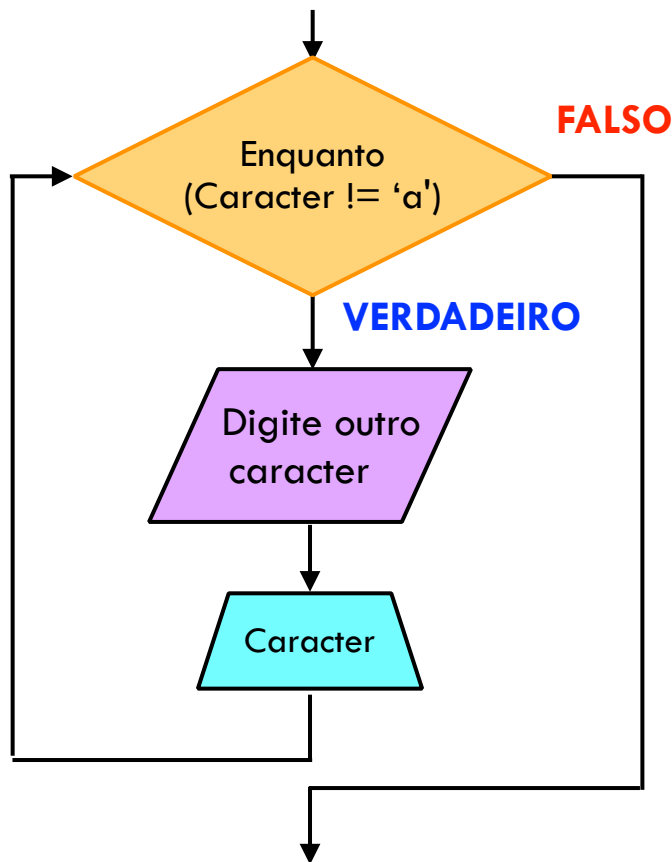 FALSO
Enquanto
(Caracter != ‘a')
VERDADEIRO
Digite outro
caracter
Caracter